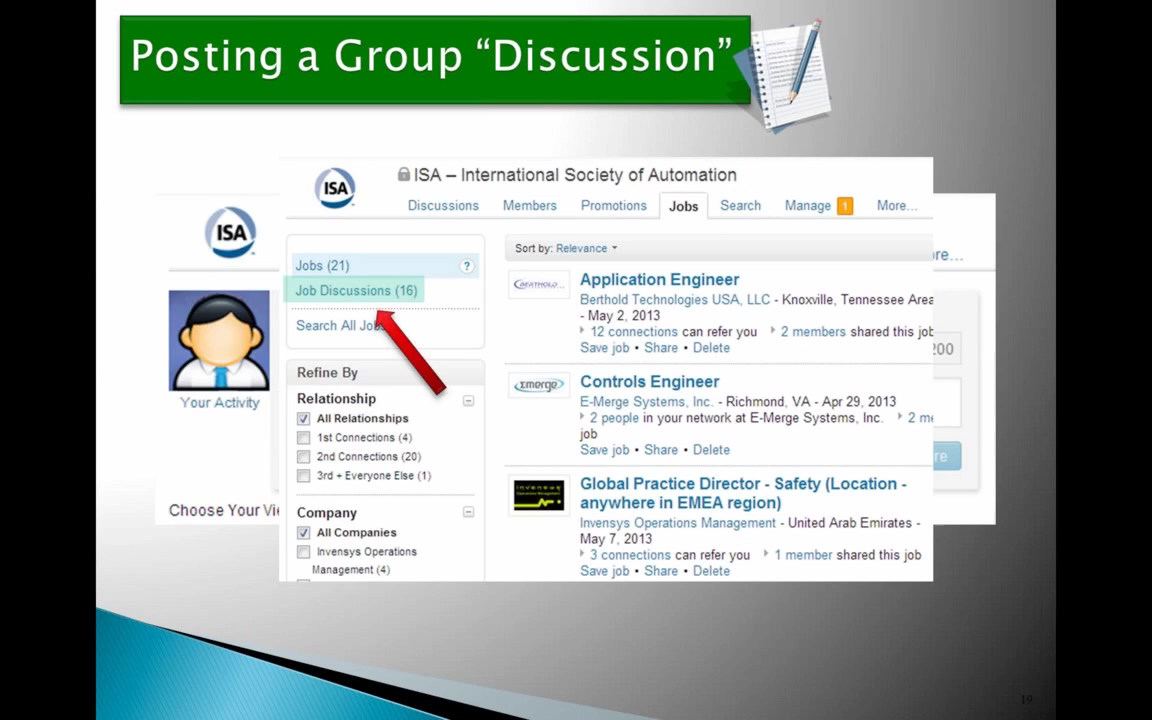 Posting a Group “Discussion”
ISA
ISA – International Society of Automation
Discussions Members Promotions Jobs Search Manage 1 More...
ISA
Your Activity
Choose Your
Jobs (21) ?
Job Discussions (16)
Search All
Refine By
Relationship
All Relationships
1st Connections (4)
2nd Connections (20)
3rd + Everyone Else (1)
Company
All Companies
Invensys Operations
Management (4)
Sort by: Relevance
Application Engineer
Berthold Technologies USA, LLC - Knoxville, Tennessee Area
- May 2, 2013
12 connections can refer you 2 members shared this job
Save job • Share • Delete
Controls Engineer
E-Merge Systems, Inc. - Richmond, VA - Apr 29, 2013
2 people in your network at E-Merge Systems, Inc. 2
job
Save job • Share • Delete
Global Practice Director - Safety (Location -
anywhere in EMEA region)
Invensys Operations Management - United Arab Emirates -
May 7, 2013
3 connections can refer you 1 member shared this job
Save job • Share • Delete
200
19